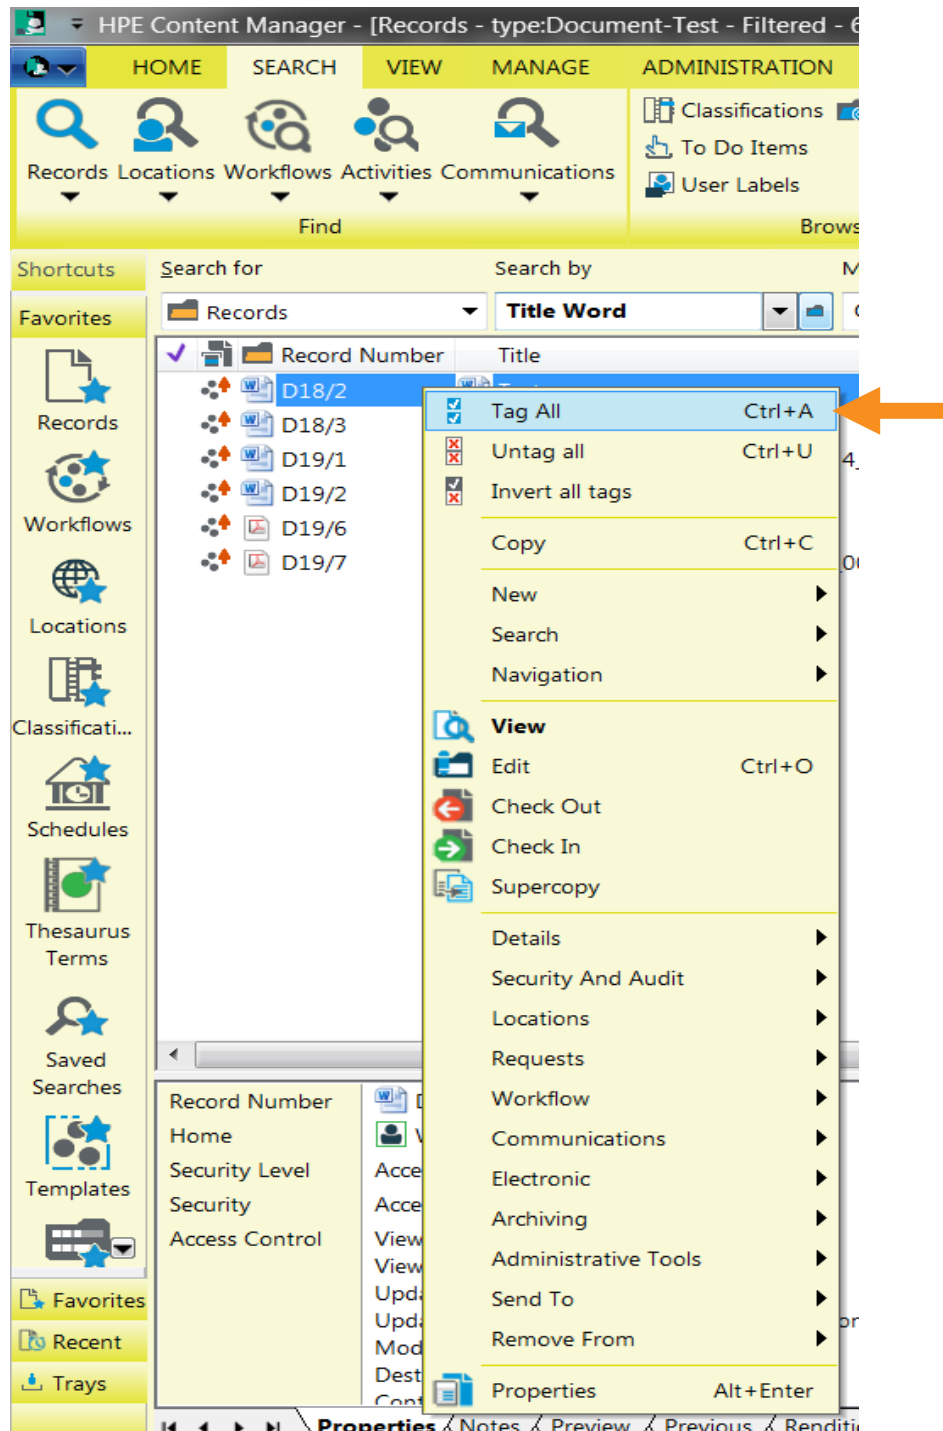 HPE Content Manager - [Records - type:Document-Test - Filtered - 6
HOME SEARCH VIEW MANAGE ADMINISTRATION
Classifications
To Do Items
User Labels
Records Locations Workflows Activities Communications
Find
Shortcuts
Search for Search by
Favorites
Records
Title Word
Record Number Title
D18/2
D18/3
D19/1
D19/2
D19/6
D19/7
Records
Workflows
Locations
Classificati...
Schedules
Thesaurus
Terms
Saved
Searches
Templates
Favorites
Recent
Trays
Tag All Ctrl+A
Untag all Ctrl+U
Invert all tags
Copy Ctrl+C
New
Search
Navigation
View
Edit Ctrl+O
Check Out
Check In
Supercopy
Details
Security And Audit
Locations
Requests
Workflow
Communications
Electronic
Archiving
Administrative Tools
Send To
Remove From
Properties Alt+Enter
Record Number
Home
Security Level
Security
Access Control
View
View
Properties Notes Preview Previous